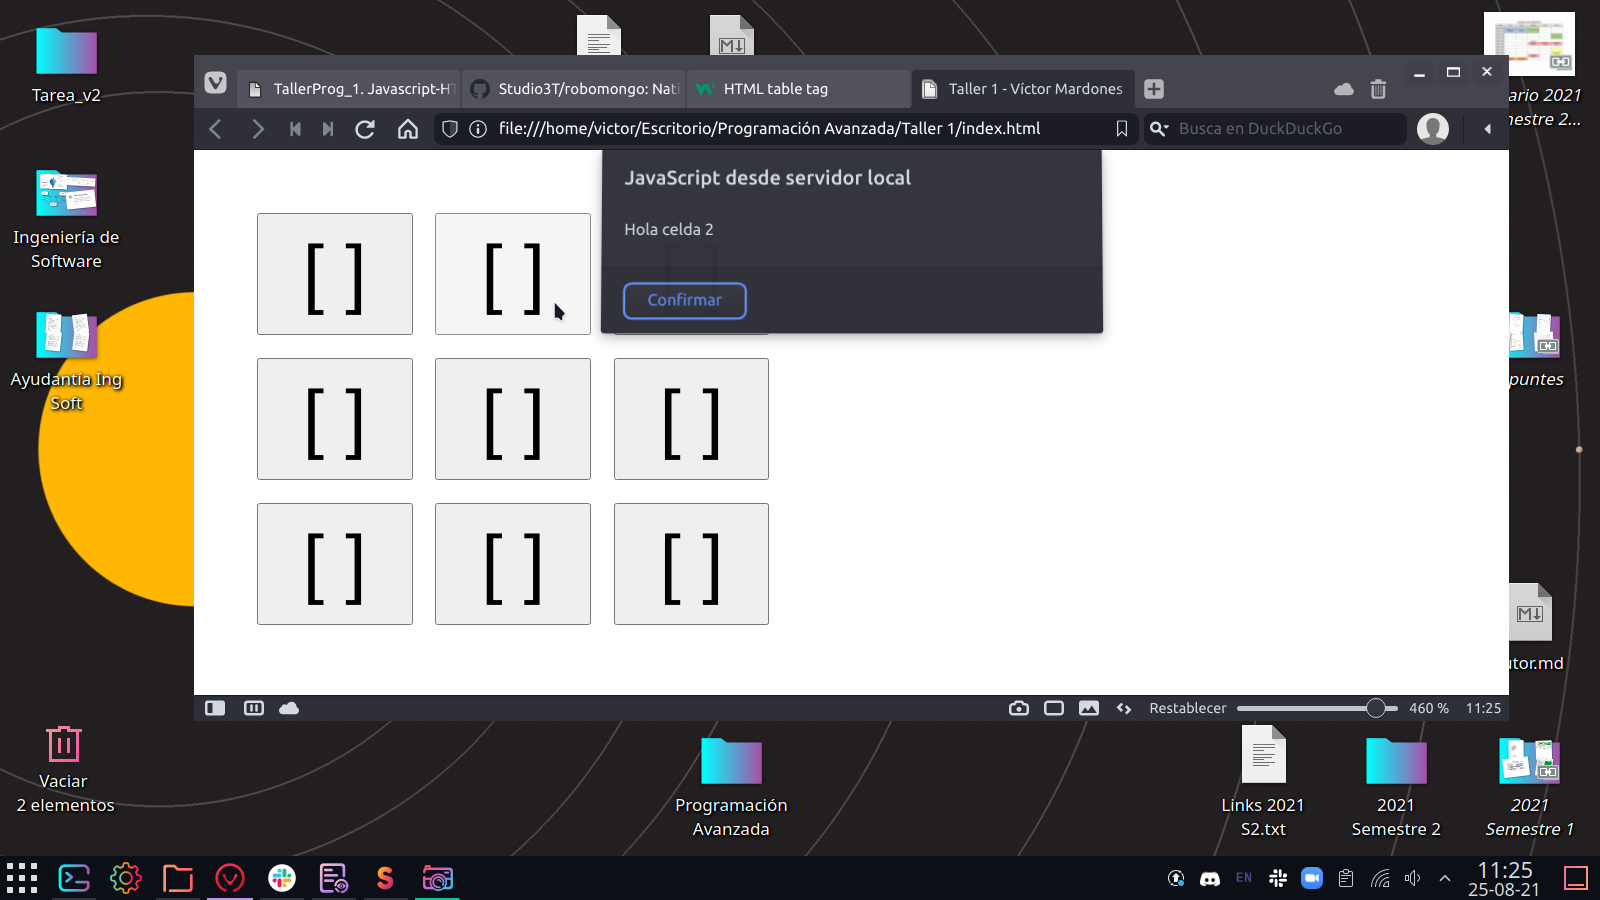 Tarea_v2
ario 2021
nestre 2...
TallerProg_1. Javascript-HT
Studio3T/robomongo: Nati
HTML table tag
Taller 1 - Víctor Mardones
file:///home/victor/Escritorio/Programación Avanzada/Taller 1/index.html
Busca en DuckDuckGo
JavaScript desde servidor local
Hola celda 2
Confirmar
[ ] [ ] [ ]
[ ] [ ] [ ]
[ ] [ ] [ ]
Ingeniería de
Software
Ayudantía Ing
Soft
puntes
utor.md
Restablecer
460 %
11:25
Vaciar
2 elementos
Programación
Avanzada
Links 2021
S2.txt
2021
Semestre 2
2021
Semestre 1
EN
11:25
25-08-21